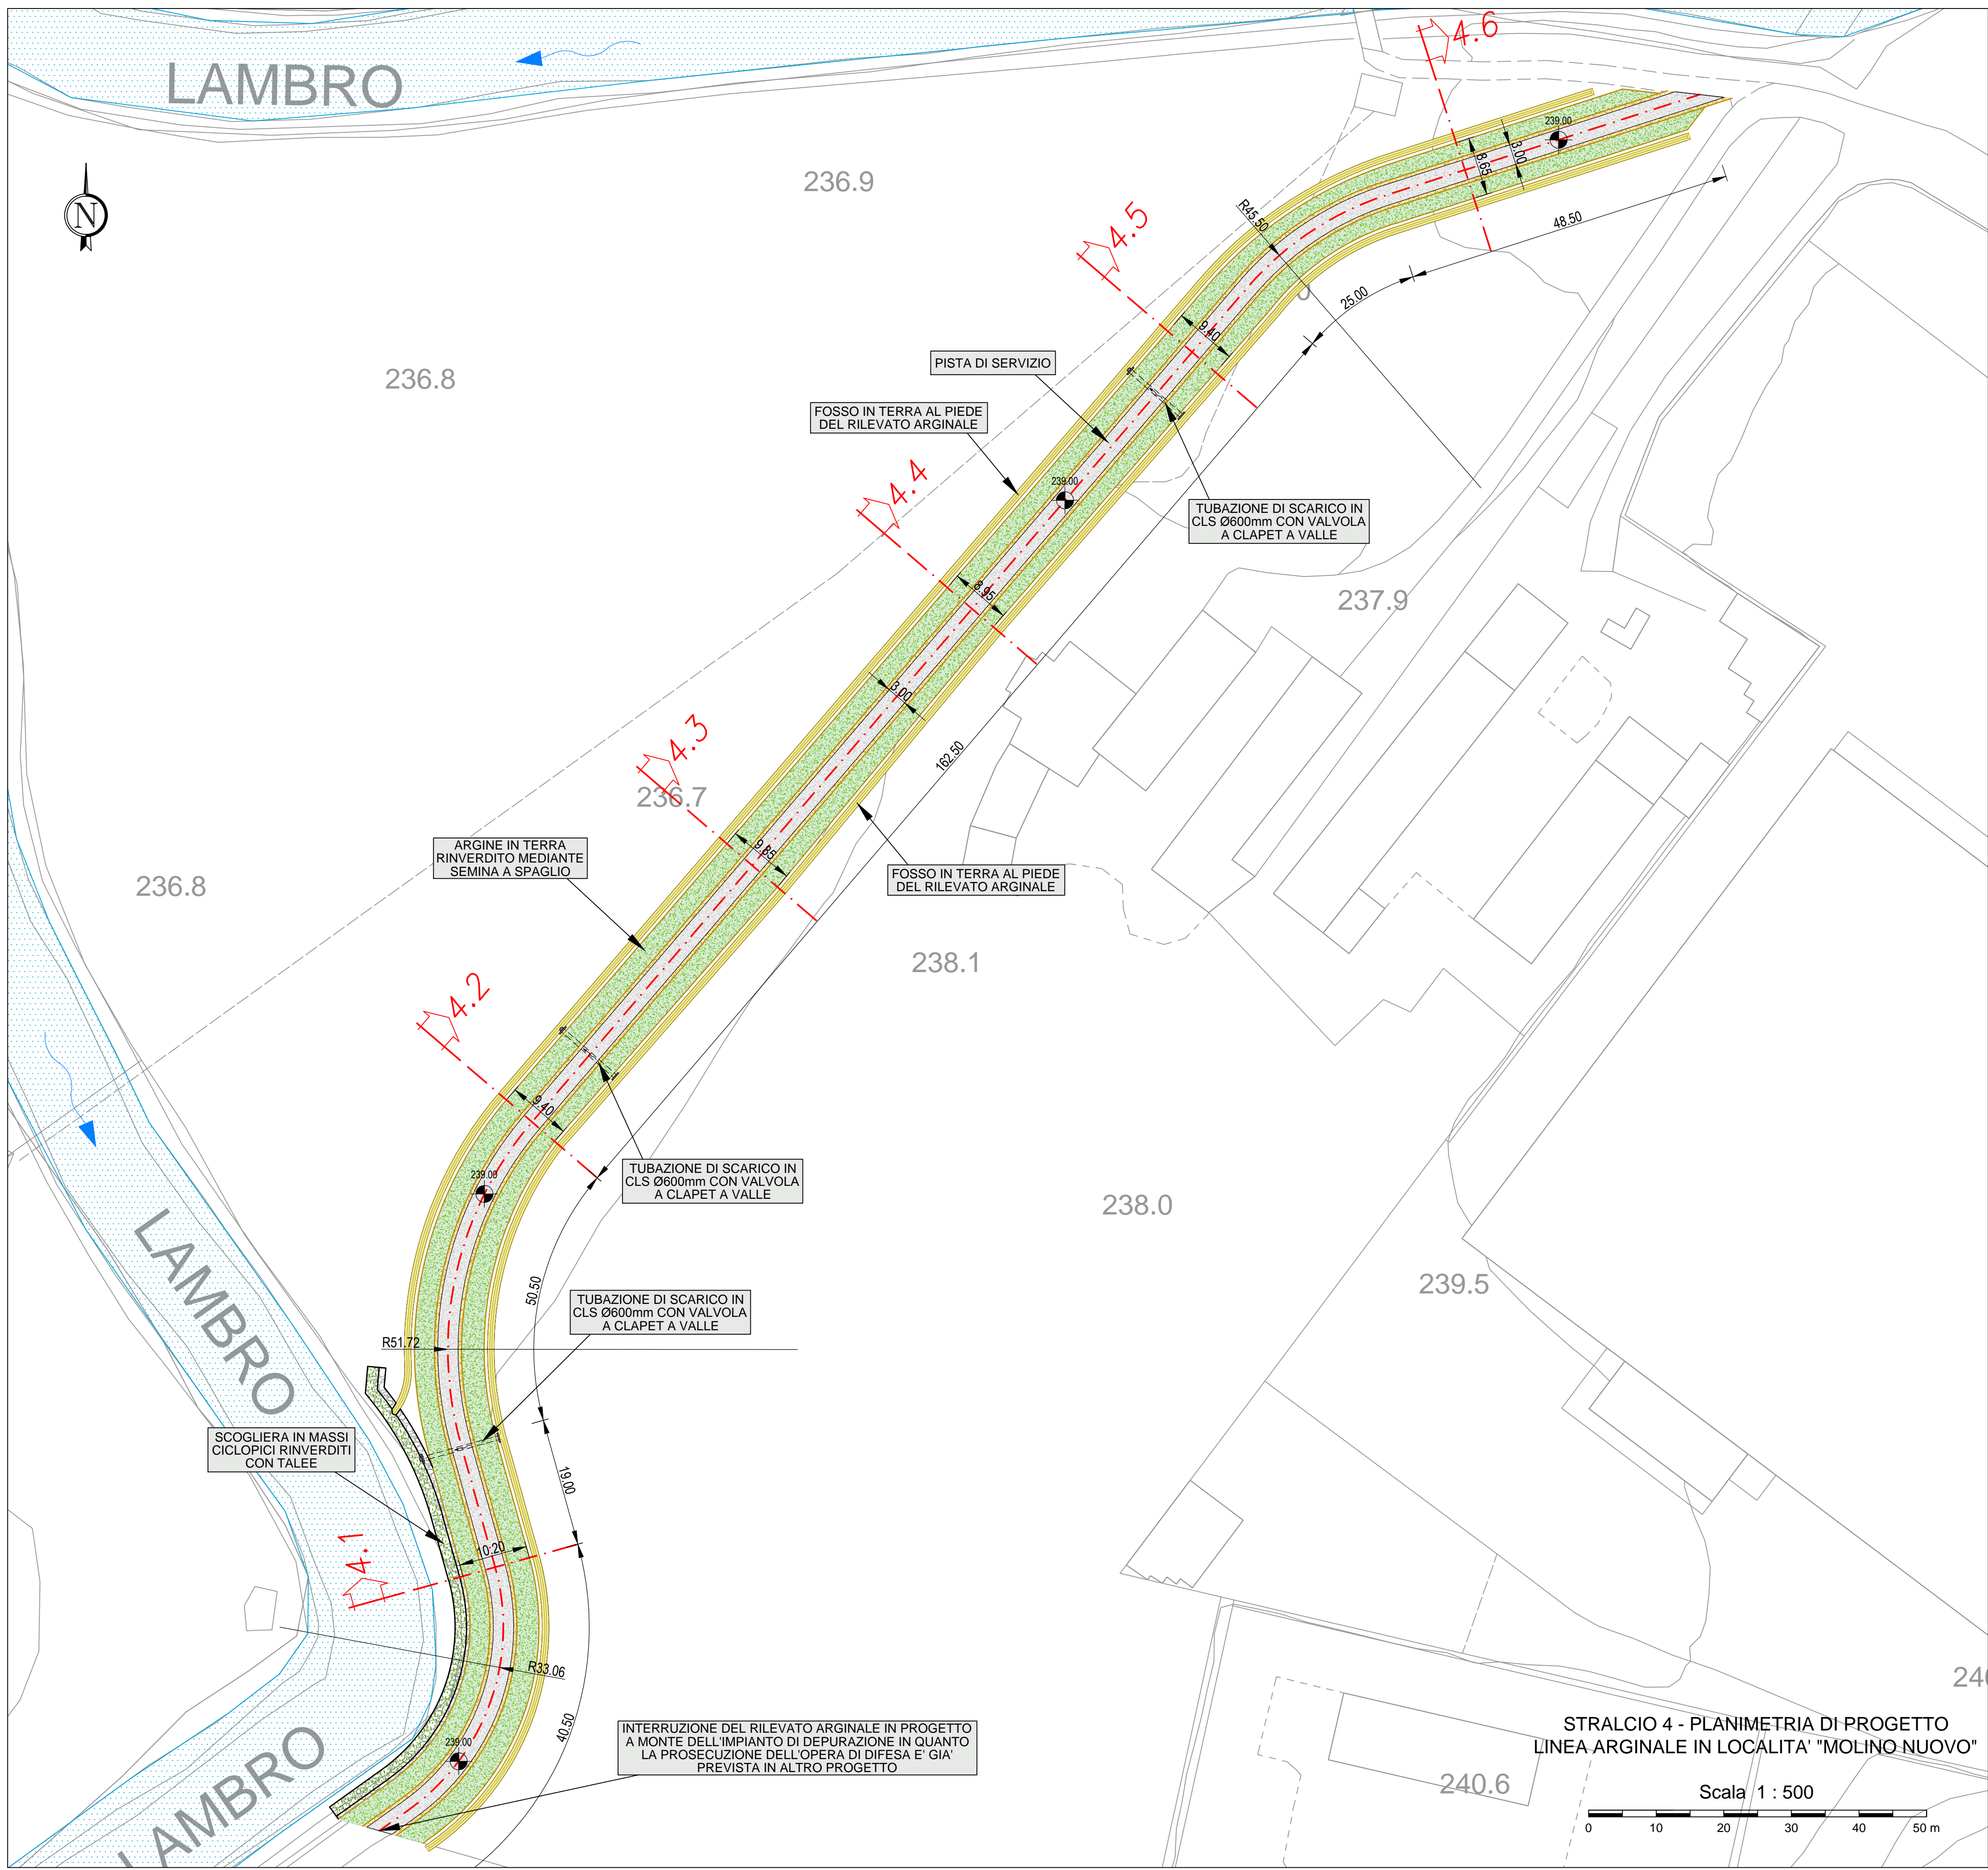 LAMBRO
4.6
N
236.9
239.00
3.00
8.65
R45.50
48.50
4.5
25.00
9.40
236.8
PISTA DI SERVIZIO
FOSSO IN TERRA AL PIEDE
DEL RILEVATO ARGINALE
4.4
239.00
TUBAZIONE DI SCARICO IN
CLS Ø600mm CON VALVOLA
A CLAPET A VALLE
8.95
237.9
3.00
4.3
162.50
236.7
9.85
ARGINE IN TERRA
RINVERDITO MEDIANTE
SEMINA A SPAGLIO
FOSSO IN TERRA AL PIEDE
DEL RILEVATO ARGINALE
236.8
238.1
4.2
9.40
239.00
TUBAZIONE DI SCARICO IN
CLS Ø600mm CON VALVOLA
A CLAPET A VALLE
238.0
LAMBRO
50.50
TUBAZIONE DI SCARICO IN
CLS Ø600mm CON VALVOLA
A CLAPET A VALLE
239.5
R51.72
SCOGLIERA IN MASSI
CICLOPICI RINVERDITI
CON TALEE
19.00
4.1
10.20
R33.06
40.50
239.00
LAMBRO
INTERRUZIONE DEL RILEVATO ARGINALE IN PROGETTO
A MONTE DELL'IMPIANTO DI DEPURAZIONE IN QUANTO
LA PROSECUZIONE DELL'OPERA DI DIFESA E' GIA'
PREVISTA IN ALTRO PROGETTO
STRALCIO 4 - PLANIMETRIA DI PROGETTO
LINEA ARGINALE IN LOCALITA' "MOLINO NUOVO"
240.6
Scala 1 : 500
0 10 20 30 40 50 m